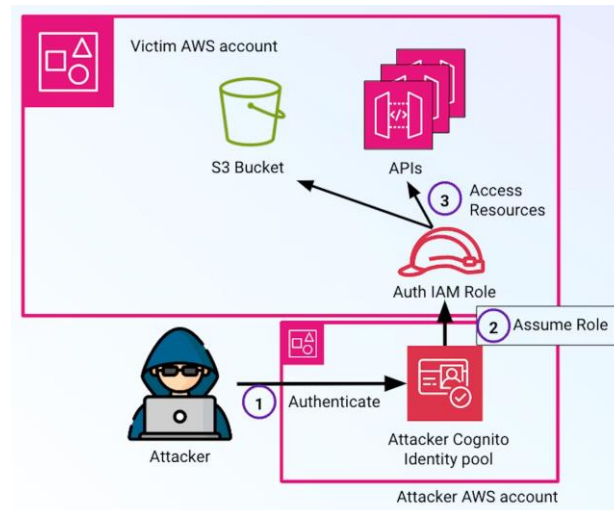 Victim AWS account
S3 Bucket
APIs
3
Access
Resources
Auth IAM Role
2
Assume Role
1
Authenticate
Attacker
Attacker Cognito
Identity pool
Attacker AWS account